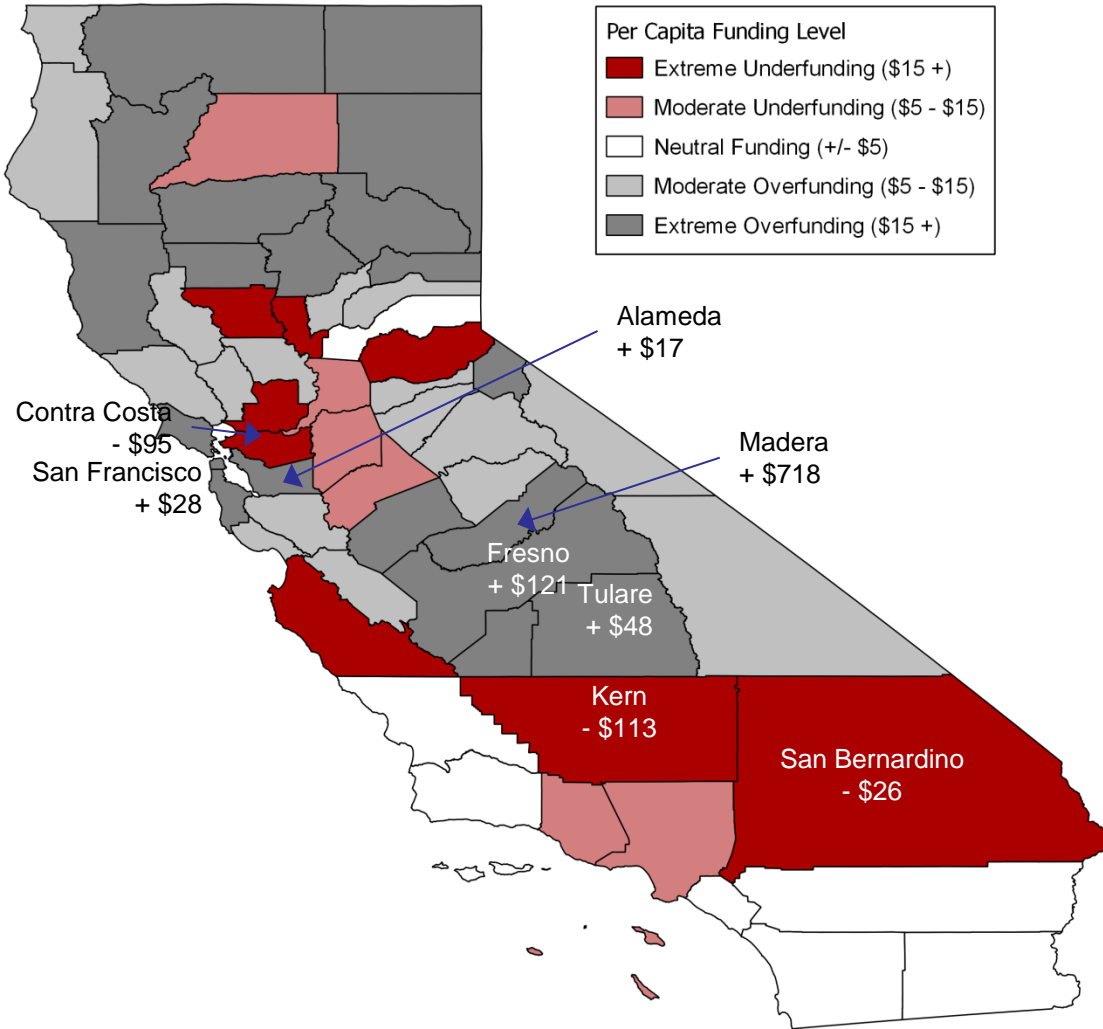 Per Capita Funding Level
Extreme Underfunding ($15 +)
Moderate Underfunding ($5 - $15)
Neutral Funding (+/- $5)
Moderate Overfunding ($5 - $15)
Extreme Overfunding ($15 +)
Alameda
+ $17
Contra Costa
- $95
San Francisco
+ $28
Madera
+ $718
Fresno
+ $121
Tulare
+ $48
Kern
- $113
San Bernardino
- $26